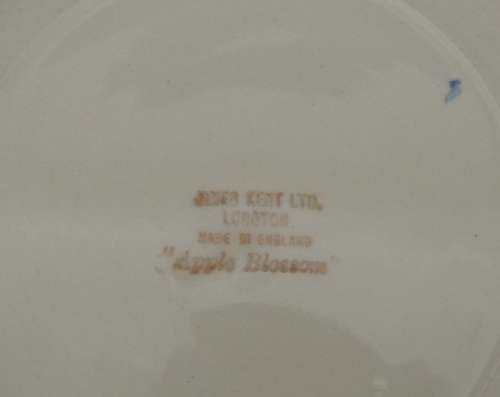 JAMES KENT LTD.
LONGTON
MADE IN ENGLAND
"Apple Blossom"